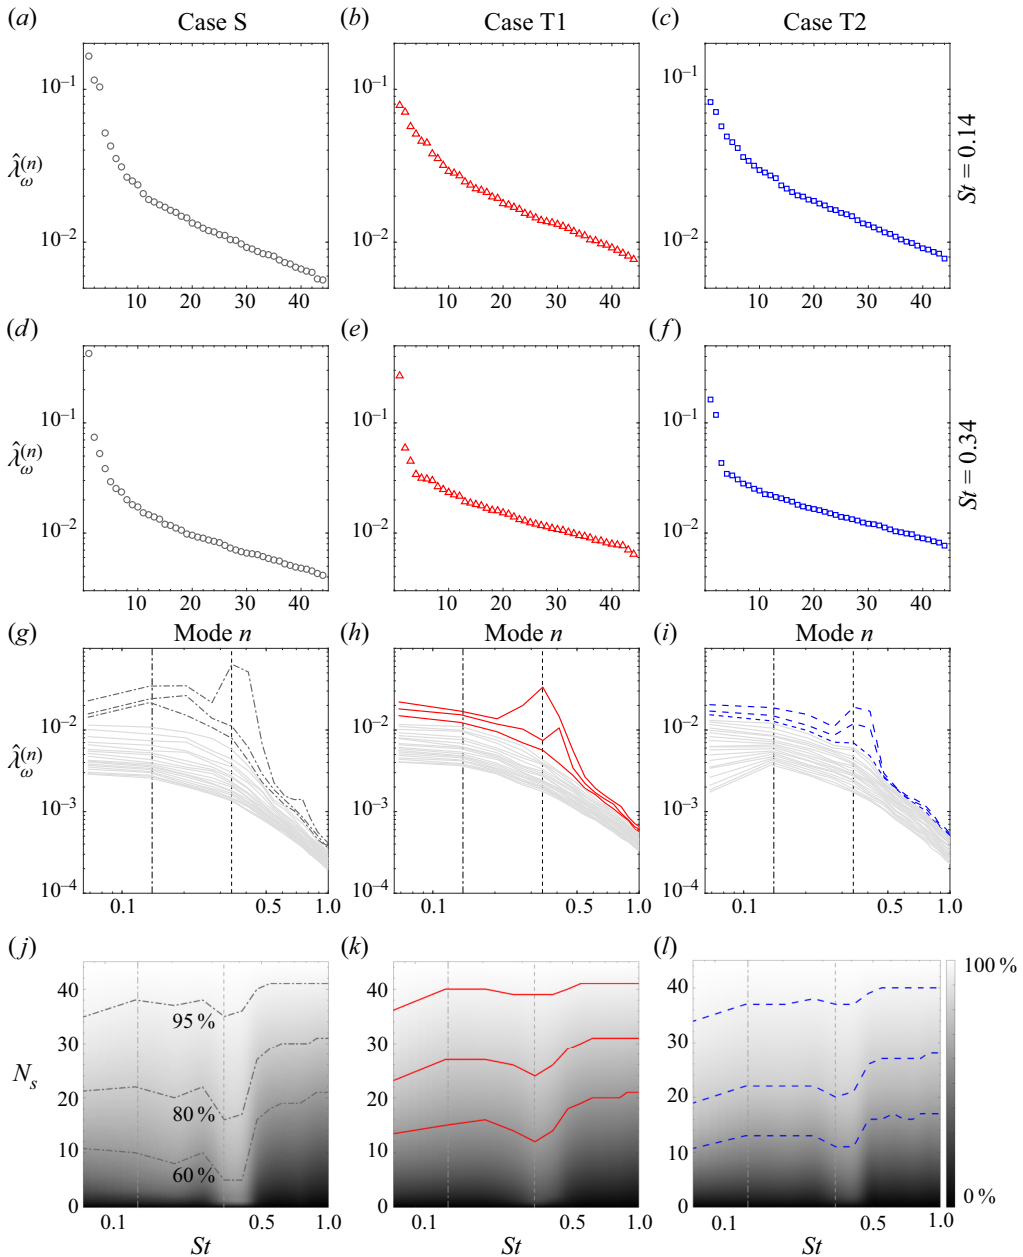 (a) Case S (b) Case T1 (c) Case T2
10⁻¹ 10⁻¹ 10⁻¹
λ̂_ω^(n) St = 0.14
10⁻² 10⁻² 10⁻²
10 20 30 40 10 20 30 40 10 20 30 40
(d) (e) (f)
10⁻¹ 10⁻¹ 10⁻¹
λ̂_ω^(n) St = 0.34
10⁻² 10⁻² 10⁻²
10 20 30 40 10 20 30 40 10 20 30 40
(g) Mode n (h) Mode n (i) Mode n
10⁻² 10⁻² 10⁻²
λ̂_ω^(n)
10⁻³ 10⁻³ 10⁻³
10⁻⁴ 10⁻⁴ 10⁻⁴
0.1 0.5 1.0 0.1 0.5 1.0 0.1 0.5 1.0
(j) (k) (l)
100 %
40 40 40
95 %
30 30 30
N_s
20 20 20
80 %
10 10 10
60 %
0 0 0 0 %
0.1 0.5 1.0 0.1 0.5 1.0 0.1 0.5 1.0
St St St